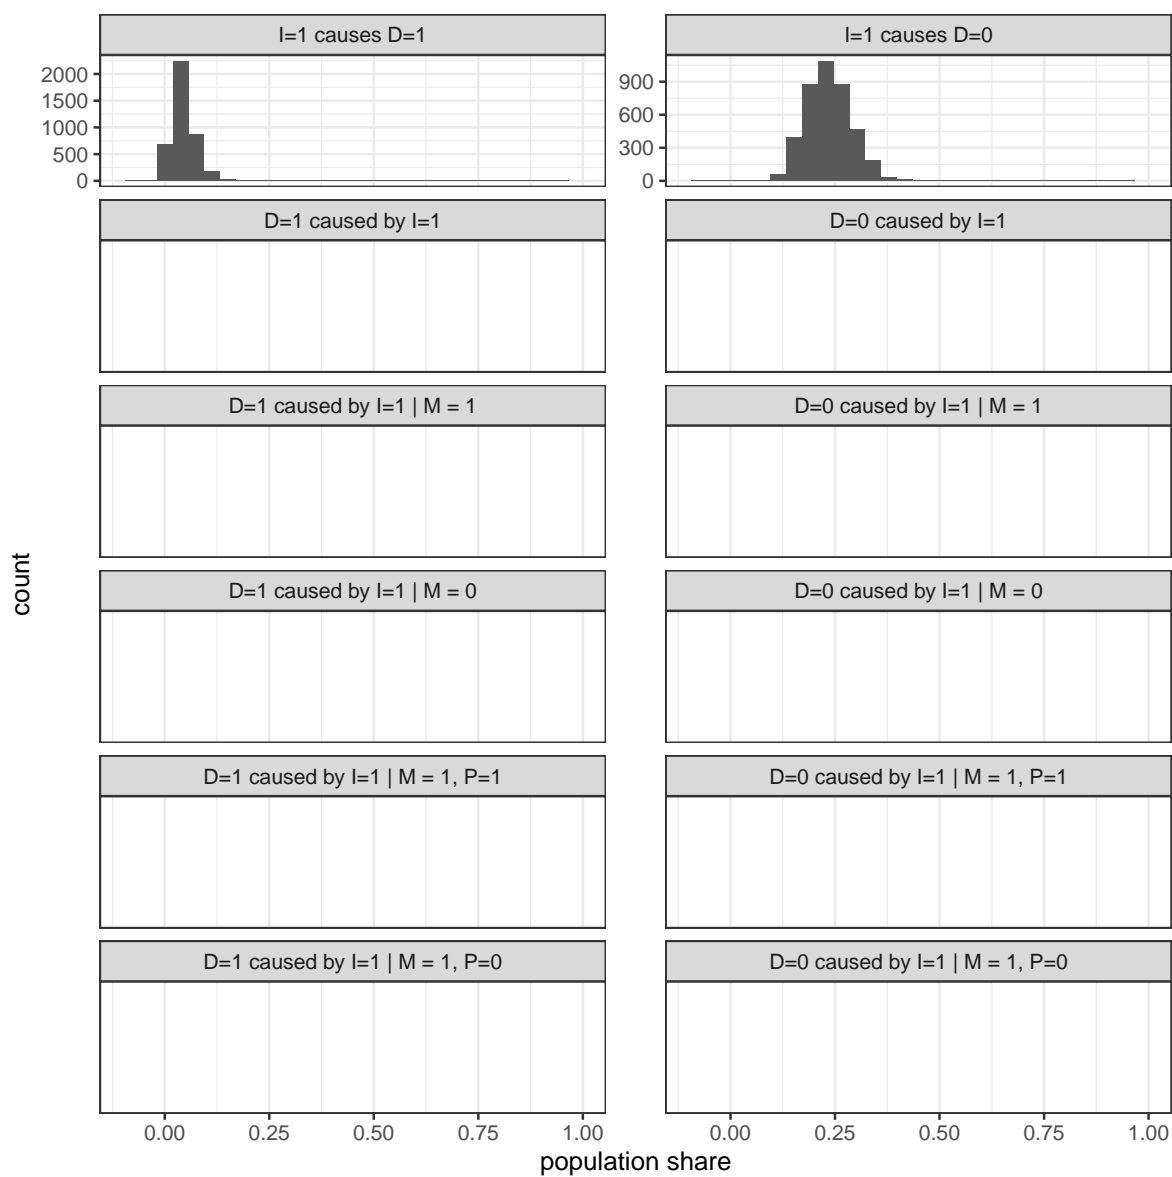 I=1 causes D=1
I=1 causes D=0
2000
1500
1000
500
0
900
600
300
0
D=1 caused by I=1
D=0 caused by I=1
D=1 caused by I=1 | M = 1
D=0 caused by I=1 | M = 1
count
D=1 caused by I=1 | M = 0
D=0 caused by I=1 | M = 0
D=1 caused by I=1 | M = 1, P=1
D=0 caused by I=1 | M = 1, P=1
D=1 caused by I=1 | M = 1, P=0
D=0 caused by I=1 | M = 1, P=0
0.00 0.25 0.50 0.75 1.00
0.00 0.25 0.50 0.75 1.00
population share